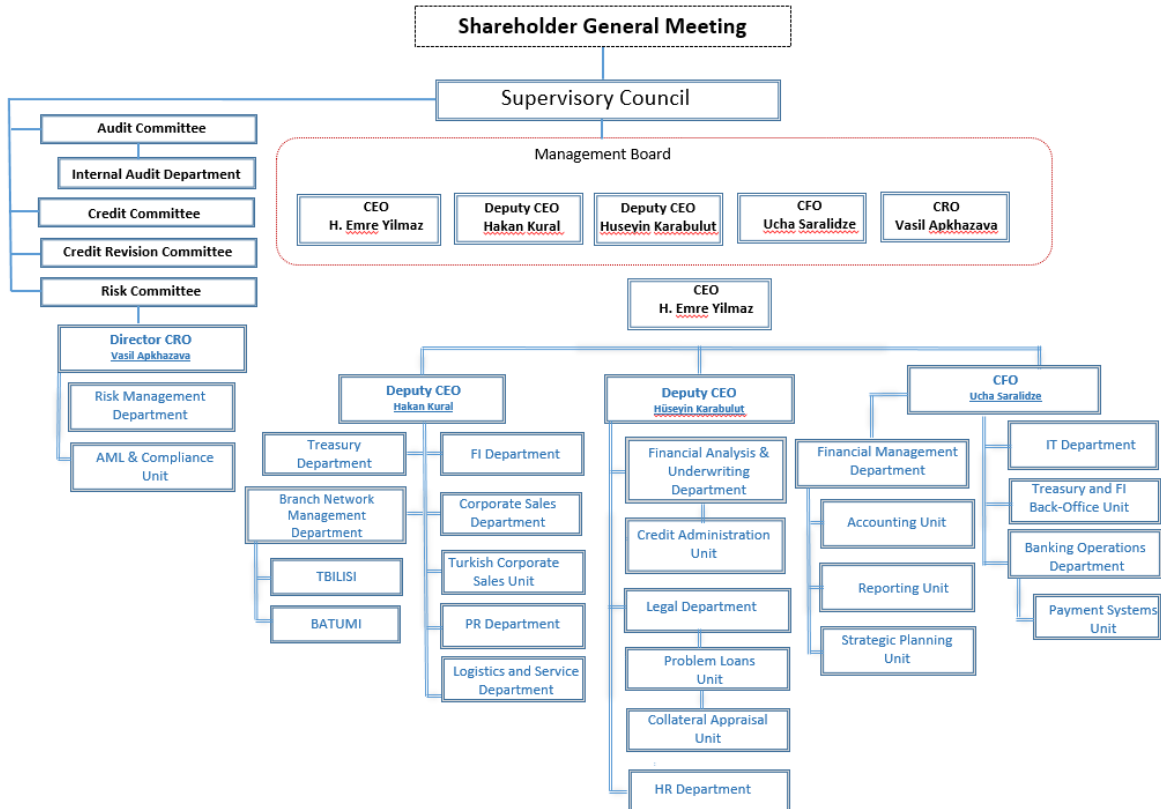 Shareholder General Meeting
Supervisory Council
Audit Committee
Internal Audit Department
Credit Committee
Credit Revision Committee
Risk Committee
Director CRO
Vasil Apkhazava
Risk Management
Department
AML & Compliance
Unit
Management Board
CEO
H. Emre Yilmaz
Deputy CEO
Hakan Kural
Deputy CEO
Huseyin Karabulut
CFO
Ucha Saralidze
CRO
Vasil Apkhazava
CEO
H. Emre Yilmaz
Deputy CEO
Hakan Kural
Treasury
Department
Branch Network
Management
Department
TBILISI
BATUMI
FI Department
Corporate Sales
Department
Turkish Corporate
Sales Unit
PR Department
Logistics and Service
Department
Deputy CEO
Hüseyin Karabulut
Financial Analysis &
Underwriting
Department
Credit Administration
Unit
Legal Department
Problem Loans
Unit
Collateral Appraisal
Unit
HR Department
CFO
Ucha Saralidze
Financial Management
Department
Accounting Unit
Reporting Unit
Strategic Planning
Unit
IT Department
Treasury and FI
Back-Office Unit
Banking Operations
Department
Payment Systems
Unit